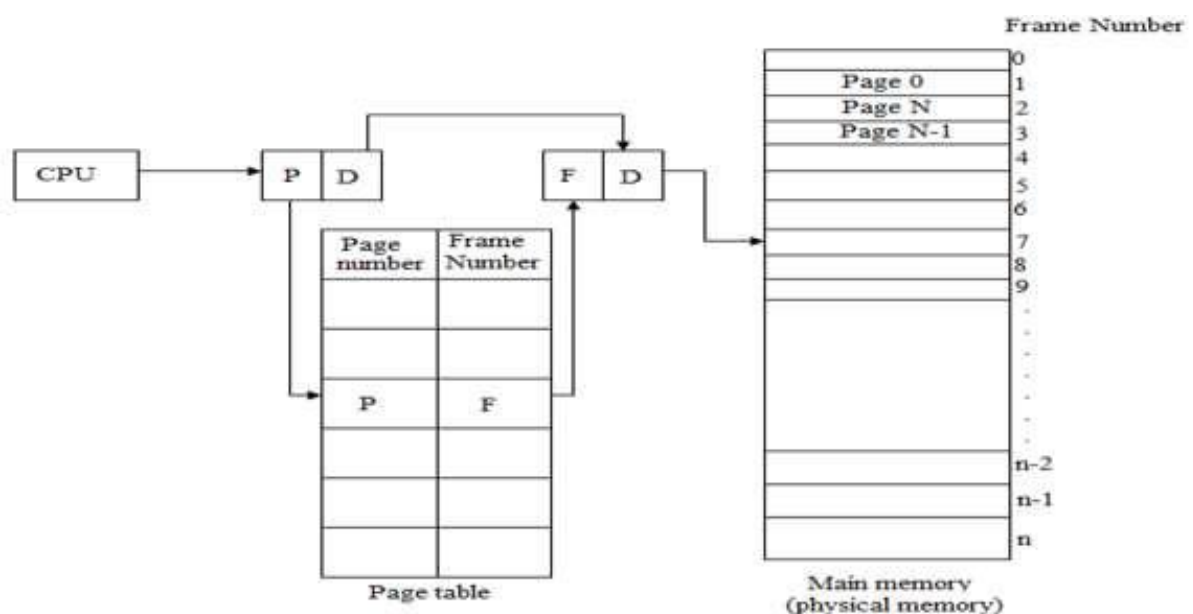 Frame Number
0
Page 0 1
Page N 2
Page N-1 3
4
5
6
7
8
9
n-2
n-1
n
CPU
P D
F D
Page number
Frame Number
P F
Page table
Main memory
(physical memory)